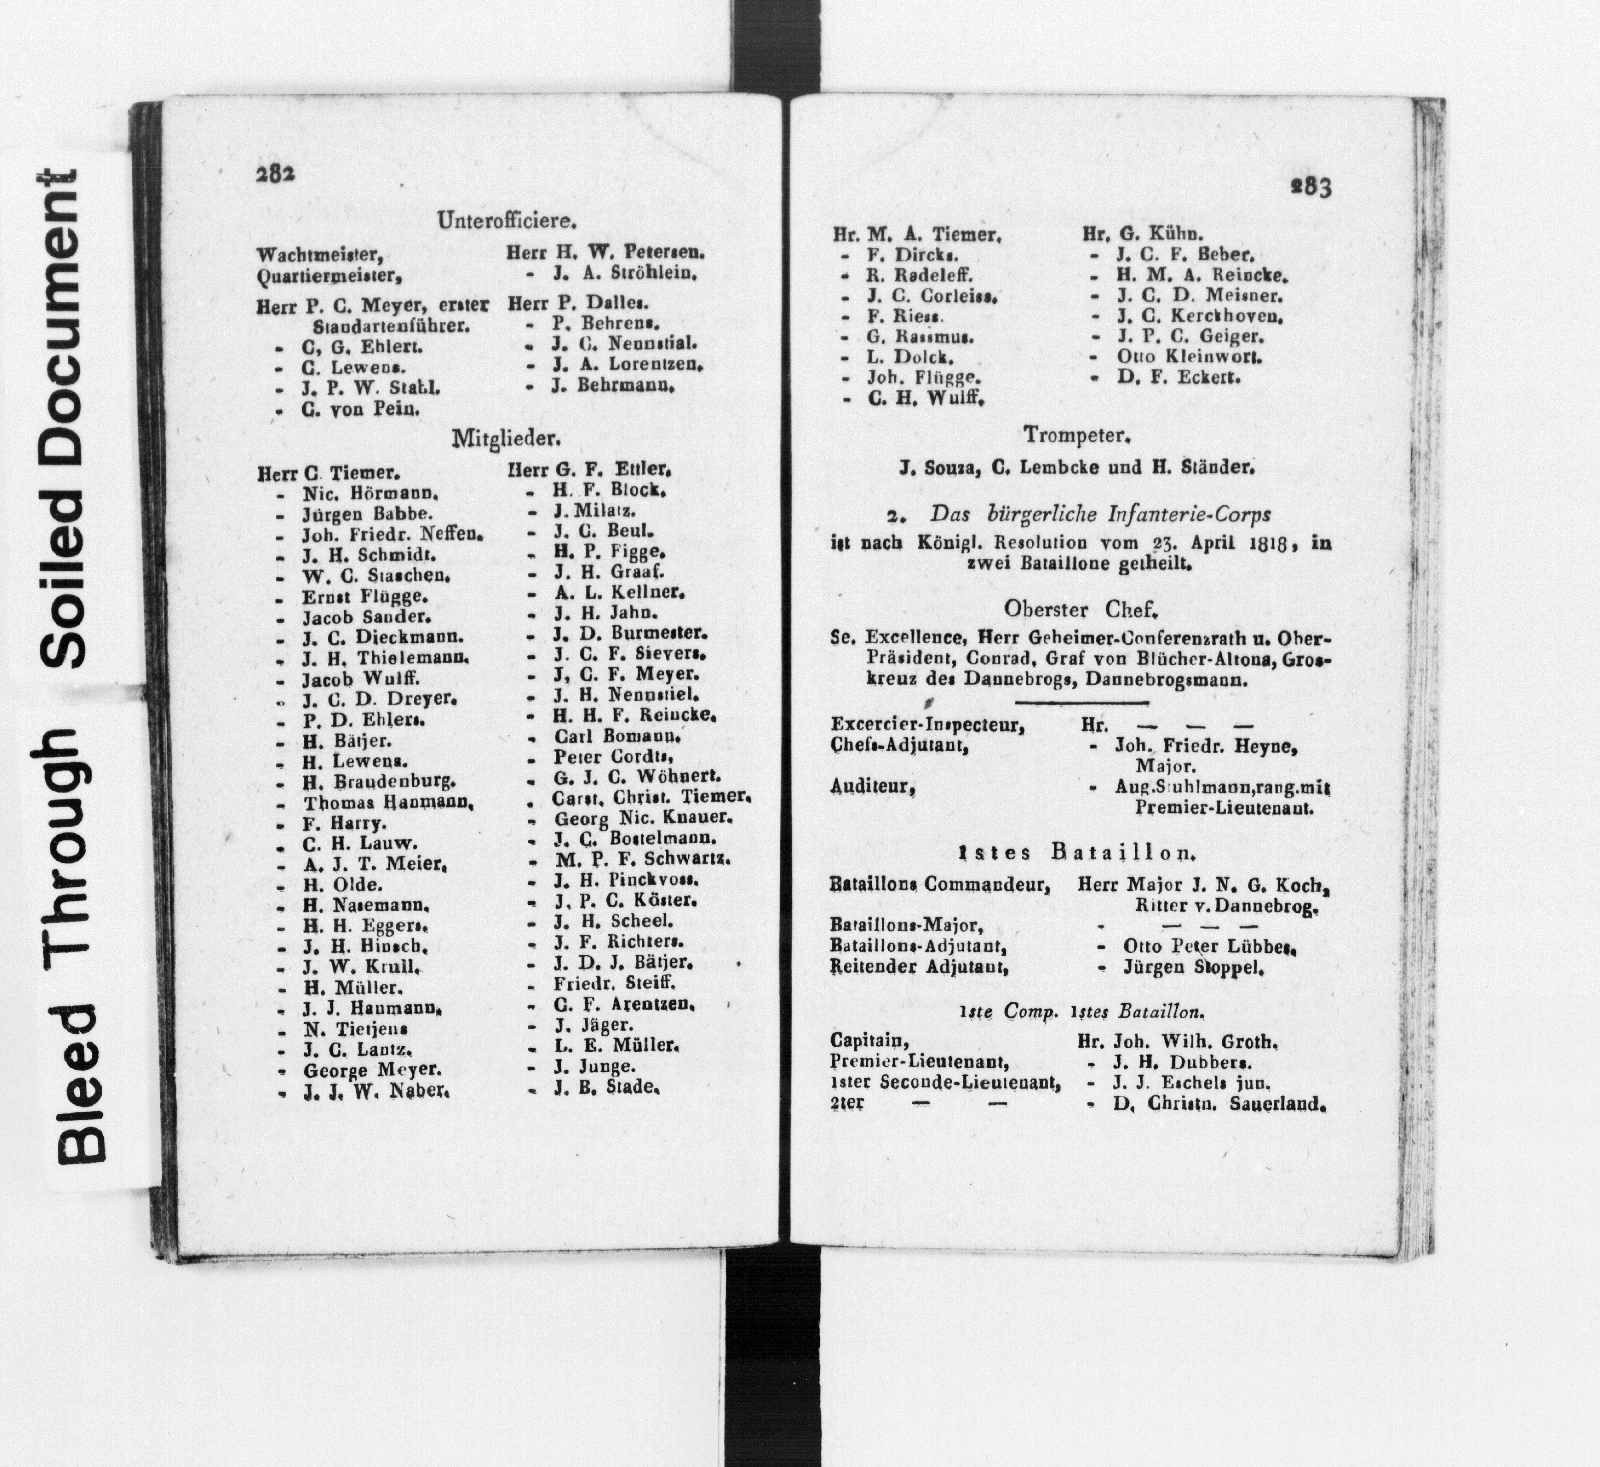 Bleed Through Soiled Document
282
Unterofficiere.
Wachtmeister, Herr H. W. Petersen.
Quartiermeister, - J. A. Ströhlein.
Herr P. C. Meyer, erster
Standartenführer.
- C, G. Ehlert.
- C. Lewens.
- J. P. W. Stahl.
- C. von Pein.
Herr P. Dalles.
- P. Behrens.
- J. C. Nennstial.
- J. A. Lorentzen.
- J. Behrmann.
Mitglieder.
Herr C. Tiemer.
- Nic. Hörmann.
- Jürgen Babbe.
- Joh. Friedr. Neffen.
- J. H. Schmidt.
- W. C. Staschen.
- Ernst Flügge.
- Jacob Sander.
- J. C. Dieckmann.
- J. H. Thielemann.
- Jacob Wulff.
- J. C. D. Dreyer.
- P. D. Ehlers.
- H. Bätjer.
- H. Lewens.
- H. Brandenburg.
- Thomas Hanmann.
- F. Harry.
- C. H. Lauw.
- A. J. T. Meier.
- H. Olde.
- H. Nasemann.
- H. H. Eggers.
- J. H. Hinsch.
- J. W. Krull.
- H. Müller.
- J. J. Hanmann.
- N. Tietjens
- J. C. Lantz.
- George Meyer.
- J. J. W. Naber.
Herr G. F. Ettler.
- H. F. Block.
- J. Milatz.
- J. C. Beul.
- H. P. Figge.
- J. H. Graaf.
- A. L. Kellner.
- J. H. Jahn.
- J. D. Burmester.
- J. C. F. Sievers.
- J, C. F. Meyer.
- J. H. Nennstiel.
- H. H. F. Reincke.
- Carl Bomann.
- Peter Cordts,
- G. J. C. Wöhnert.
- Carst. Christ. Tiemer.
- Georg Nic. Knauer.
- J. C. Bostelmann.
- M. P. F. Schwartz.
- J. H. Pinckvoss.
- J. P. C. Köster.
- J. H. Scheel.
- J. F. Richters.
- J. D. J. Bätjer.
- Friedr. Steiff.
- C. F. Arentzen.
- J. Jäger.
- L. E. Müller.
- J. Junge.
- J. B. Stade.
283
Hr. M. A. Tiemer.
- F. Dircks.
- R. Radeleff.
- J. C. Corleiss.
- F. Riess.
- G. Rassmus.
- L. Dolck.
- Joh. Flügge.
- C. H. Wulff.
Hr. G. Kühn.
- J. C. F. Beber.
- H. M. A. Reincke.
- J. C. D. Meisner.
- J. C. Kerckhoven.
- J. P. C. Geiger.
- Otto Kleinwort.
- D. F. Eckert.
Trompeter.
J. Souza, C. Lembcke und H. Ständer.
2. Das bürgerliche Infanterie-Corps
ist nach Königl. Resolution vom 23. April 1818, in
zwei Bataillone getheilt.
Oberster Chef.
Se. Excellence, Herr Geheimer-Conferenzrath u. Ober-
Präsident, Conrad, Graf von Blücher-Altona, Gros-
kreuz des Dannebrogs, Dannebrogsmann.
Excercier-Inspecteur, Hr. — — —
Chefs-Adjutant, - Joh. Friedr. Heyne,
Major.
Auditeur, - Aug. Stuhlmann, rang. mit
Premier-Lieutenant.
1stes Bataillon.
Bataillons Commandeur, Herr Major J. N. G. Koch,
Ritter v. Dannebrog.
Bataillons-Major, - — — —
Bataillons-Adjutant, - Otto Peter Lübbes.
Reitender Adjutant, - Jürgen Stoppel.
1ste Comp. 1stes Bataillon.
Capitain, Hr. Joh. Wilh. Groth.
Premier-Lieutenant, - J. H. Dubbers.
1ster Seconde-Lieutenant, - J. J. Eschels jun.
2ter — — - D. Christn. Sauerland.